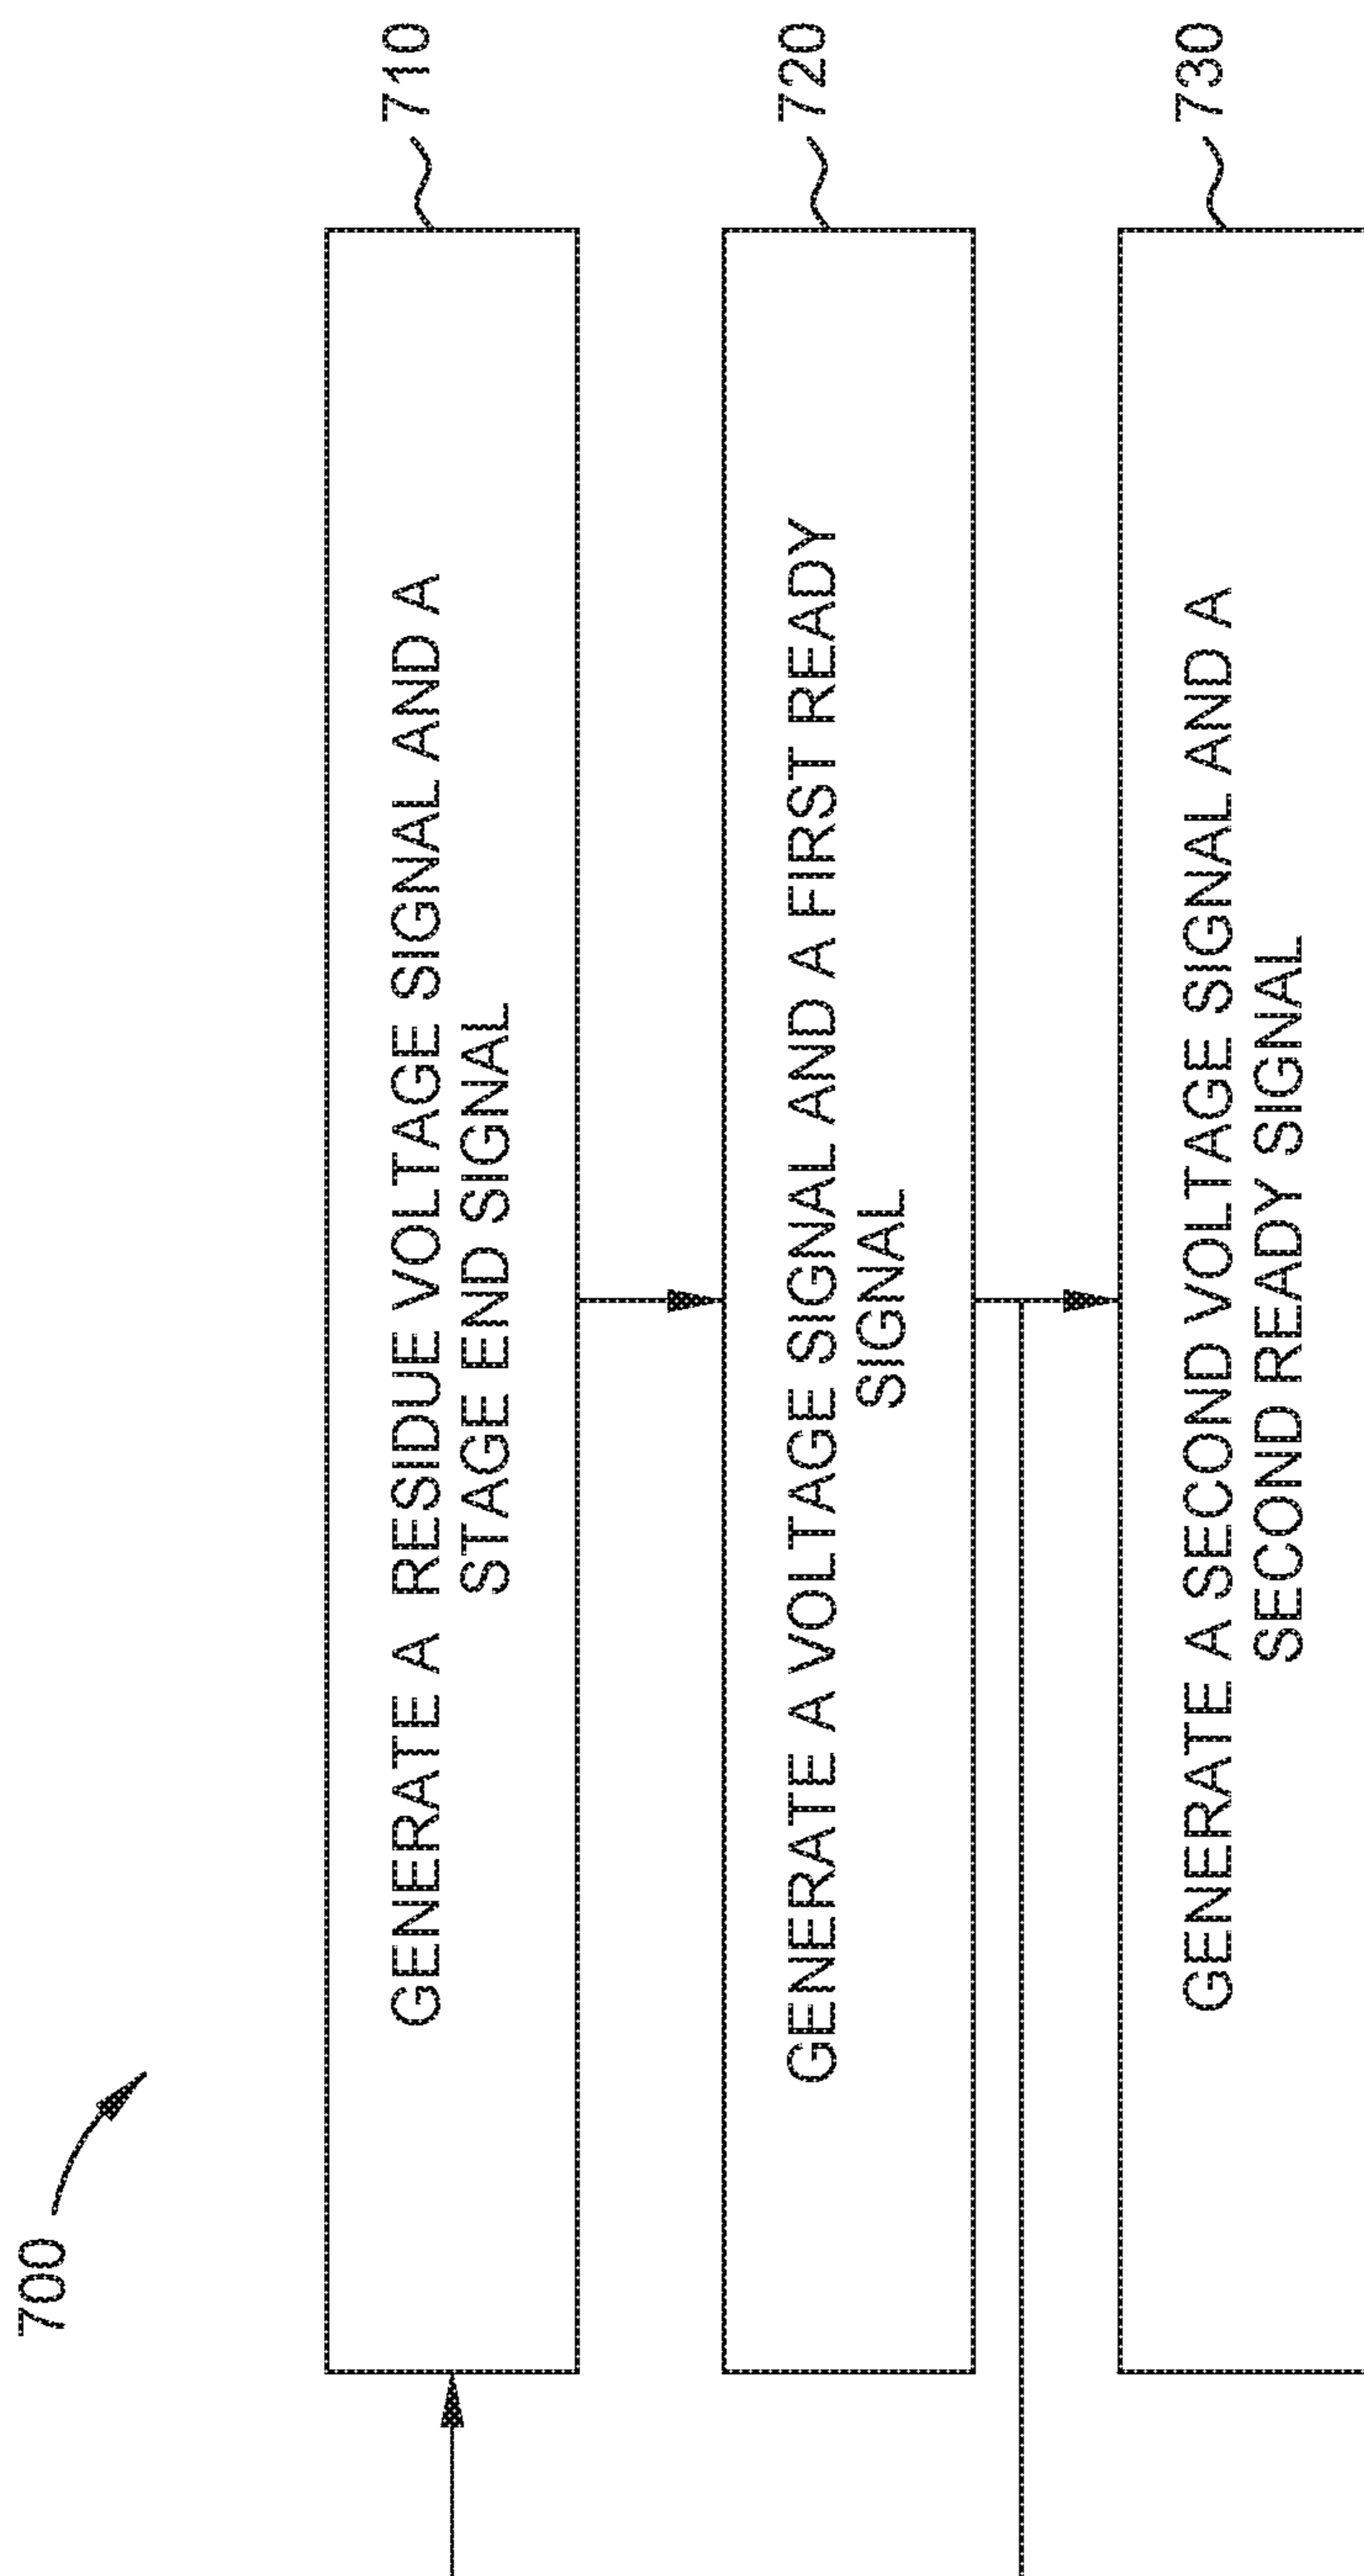 700
GENERATE A RESIDUE VOLTAGE SIGNAL AND A
STAGE END SIGNAL
710
GENERATE A VOLTAGE SIGNAL AND A FIRST READY
SIGNAL
720
GENERATE A SECOND VOLTAGE SIGNAL AND A
SECOND READY SIGNAL
730